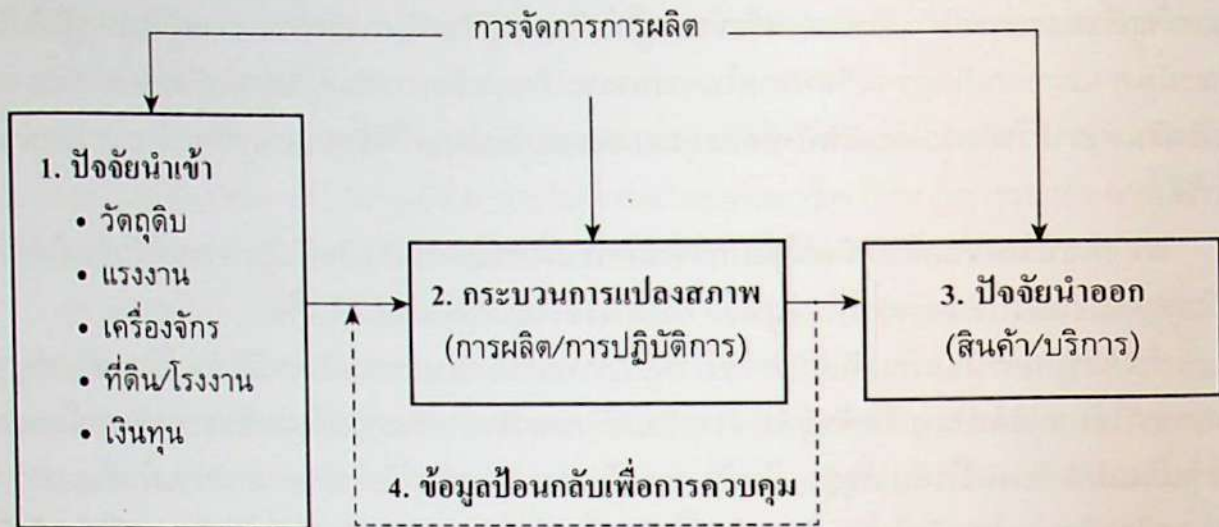 การจัดการการผลิต
1. ปัจจัยนำเข้า
• วัตถุดิบ
• แรงงาน
• เครื่องจักร
• ที่ดิน/โรงงาน
• เงินทุน
2. กระบวนการแปลงสภาพ
(การผลิต/การปฏิบัติการ)
3. ปัจจัยนำออก
(สินค้า/บริการ)
4. ข้อมูลป้อนกลับเพื่อการควบคุม